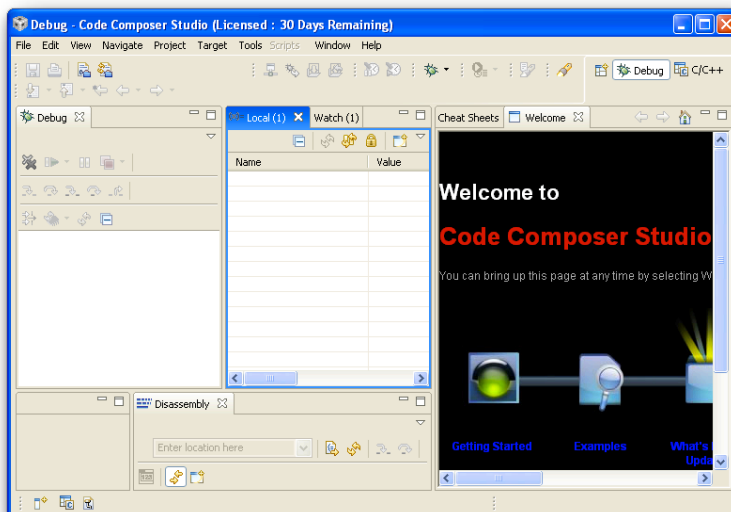 Debug - Code Composer Studio (Licensed : 30 Days Remaining)
File Edit View Navigate Project Target Tools Scripts Window Help
Debug C/C++
Debug
Local (1) Watch (1)
Name Value
Cheat Sheets Welcome
Welcome to
Code Composer Studio
You can bring up this page at any time by selecting W
Getting Started Examples What's
Upda
Disassembly
Enter location here